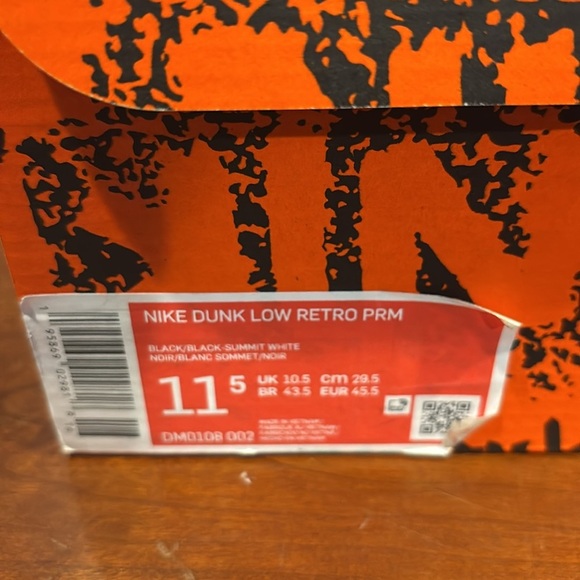 NIKE DUNK LOW RETRO PRM
BLACK/BLACK-SUMMIT WHITE
NOIR/BLANC SOMMET/NOIR
11 5 UK 10.5 cm 29.5
BR 43.5 EUR 45.5
DM0108 002